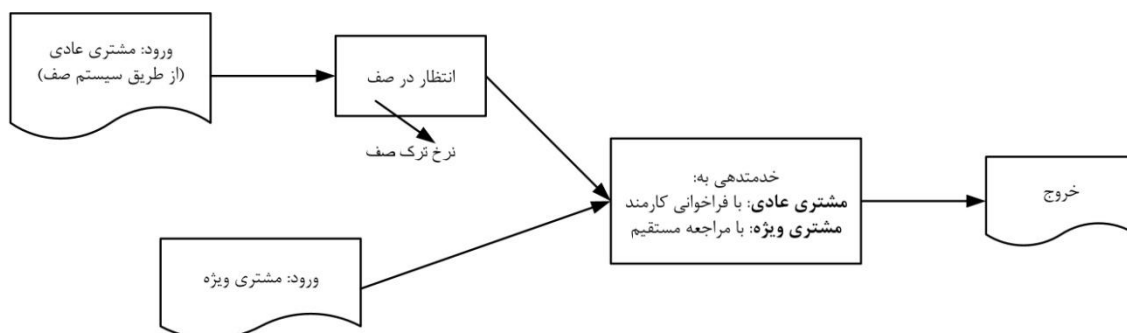 ورود: مشتری عادی
(از طریق سیستم صف)
انتظار در صف
نرخ ترک صف
ورود: مشتری ویژه
خدمتدهی به:
مشتری عادی: با فراخوانی کارمند
مشتری ویژه: با مراجعه مستقیم
خروج